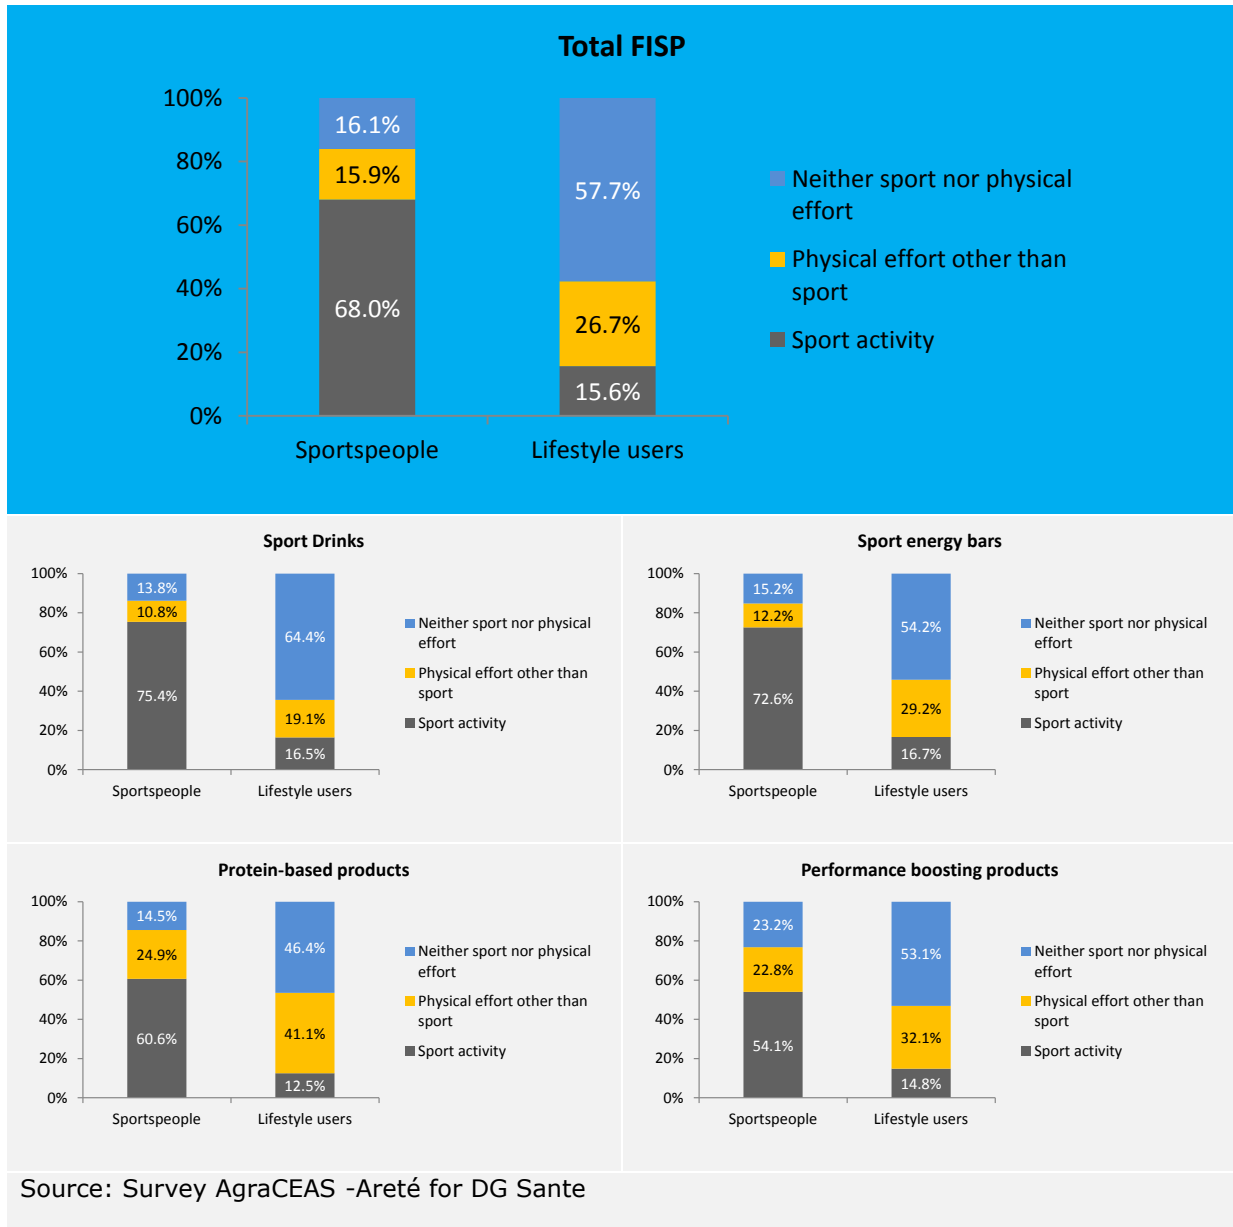 Total FISP
100%
80%
60%
40%
20%
0%
16.1%
15.9%
68.0%
57.7%
26.7%
15.6%
Sportspeople
Lifestyle users
Neither sport nor physical
effort
Physical effort other than
sport
Sport activity
Sport Drinks
100%
80%
60%
40%
20%
0%
13.8%
10.8%
75.4%
64.4%
19.1%
16.5%
Sportspeople
Lifestyle users
Neither sport nor physical
effort
Physical effort other than
sport
Sport activity
Sport energy bars
100%
80%
60%
40%
20%
0%
15.2%
12.2%
72.6%
54.2%
29.2%
16.7%
Sportspeople
Lifestyle users
Neither sport nor physical
effort
Physical effort other than
sport
Sport activity
Protein-based products
100%
80%
60%
40%
20%
0%
14.5%
24.9%
60.6%
46.4%
41.1%
12.5%
Sportspeople
Lifestyle users
Neither sport nor physical
effort
Physical effort other than
sport
Sport activity
Performance boosting products
100%
80%
60%
40%
20%
0%
23.2%
22.8%
54.1%
53.1%
32.1%
14.8%
Sportspeople
Lifestyle users
Neither sport nor physical
effort
Physical effort other than
sport
Sport activity
Source: Survey AgraCEAS -Areté for DG Sante